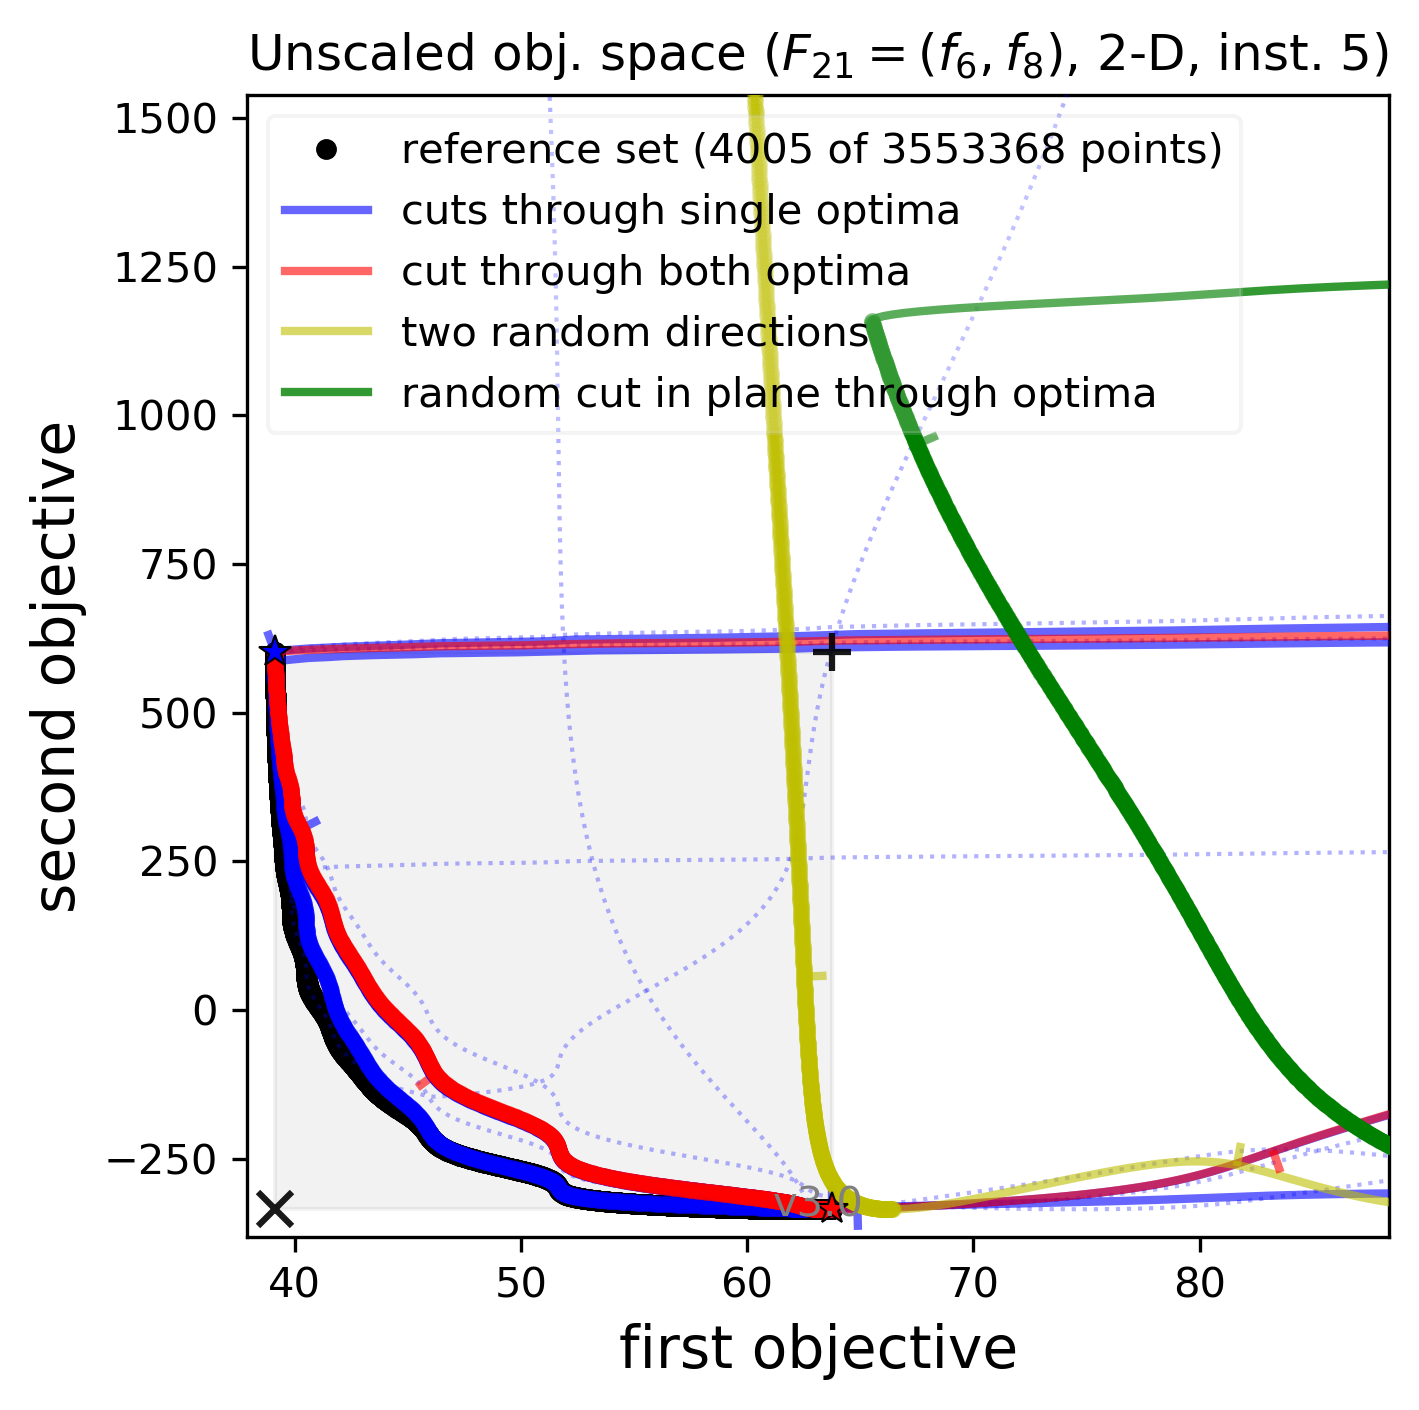 Unscaled obj. space (F₂₁ = (f₆, f₈), 2-D, inst. 5)
reference set (4005 of 3553368 points)
cuts through single optima
cut through both optima
two random directions
random cut in plane through optima
1500
1250
1000
750
500
250
0
−250
second objective
v3.0
40 50 60 70 80
first objective